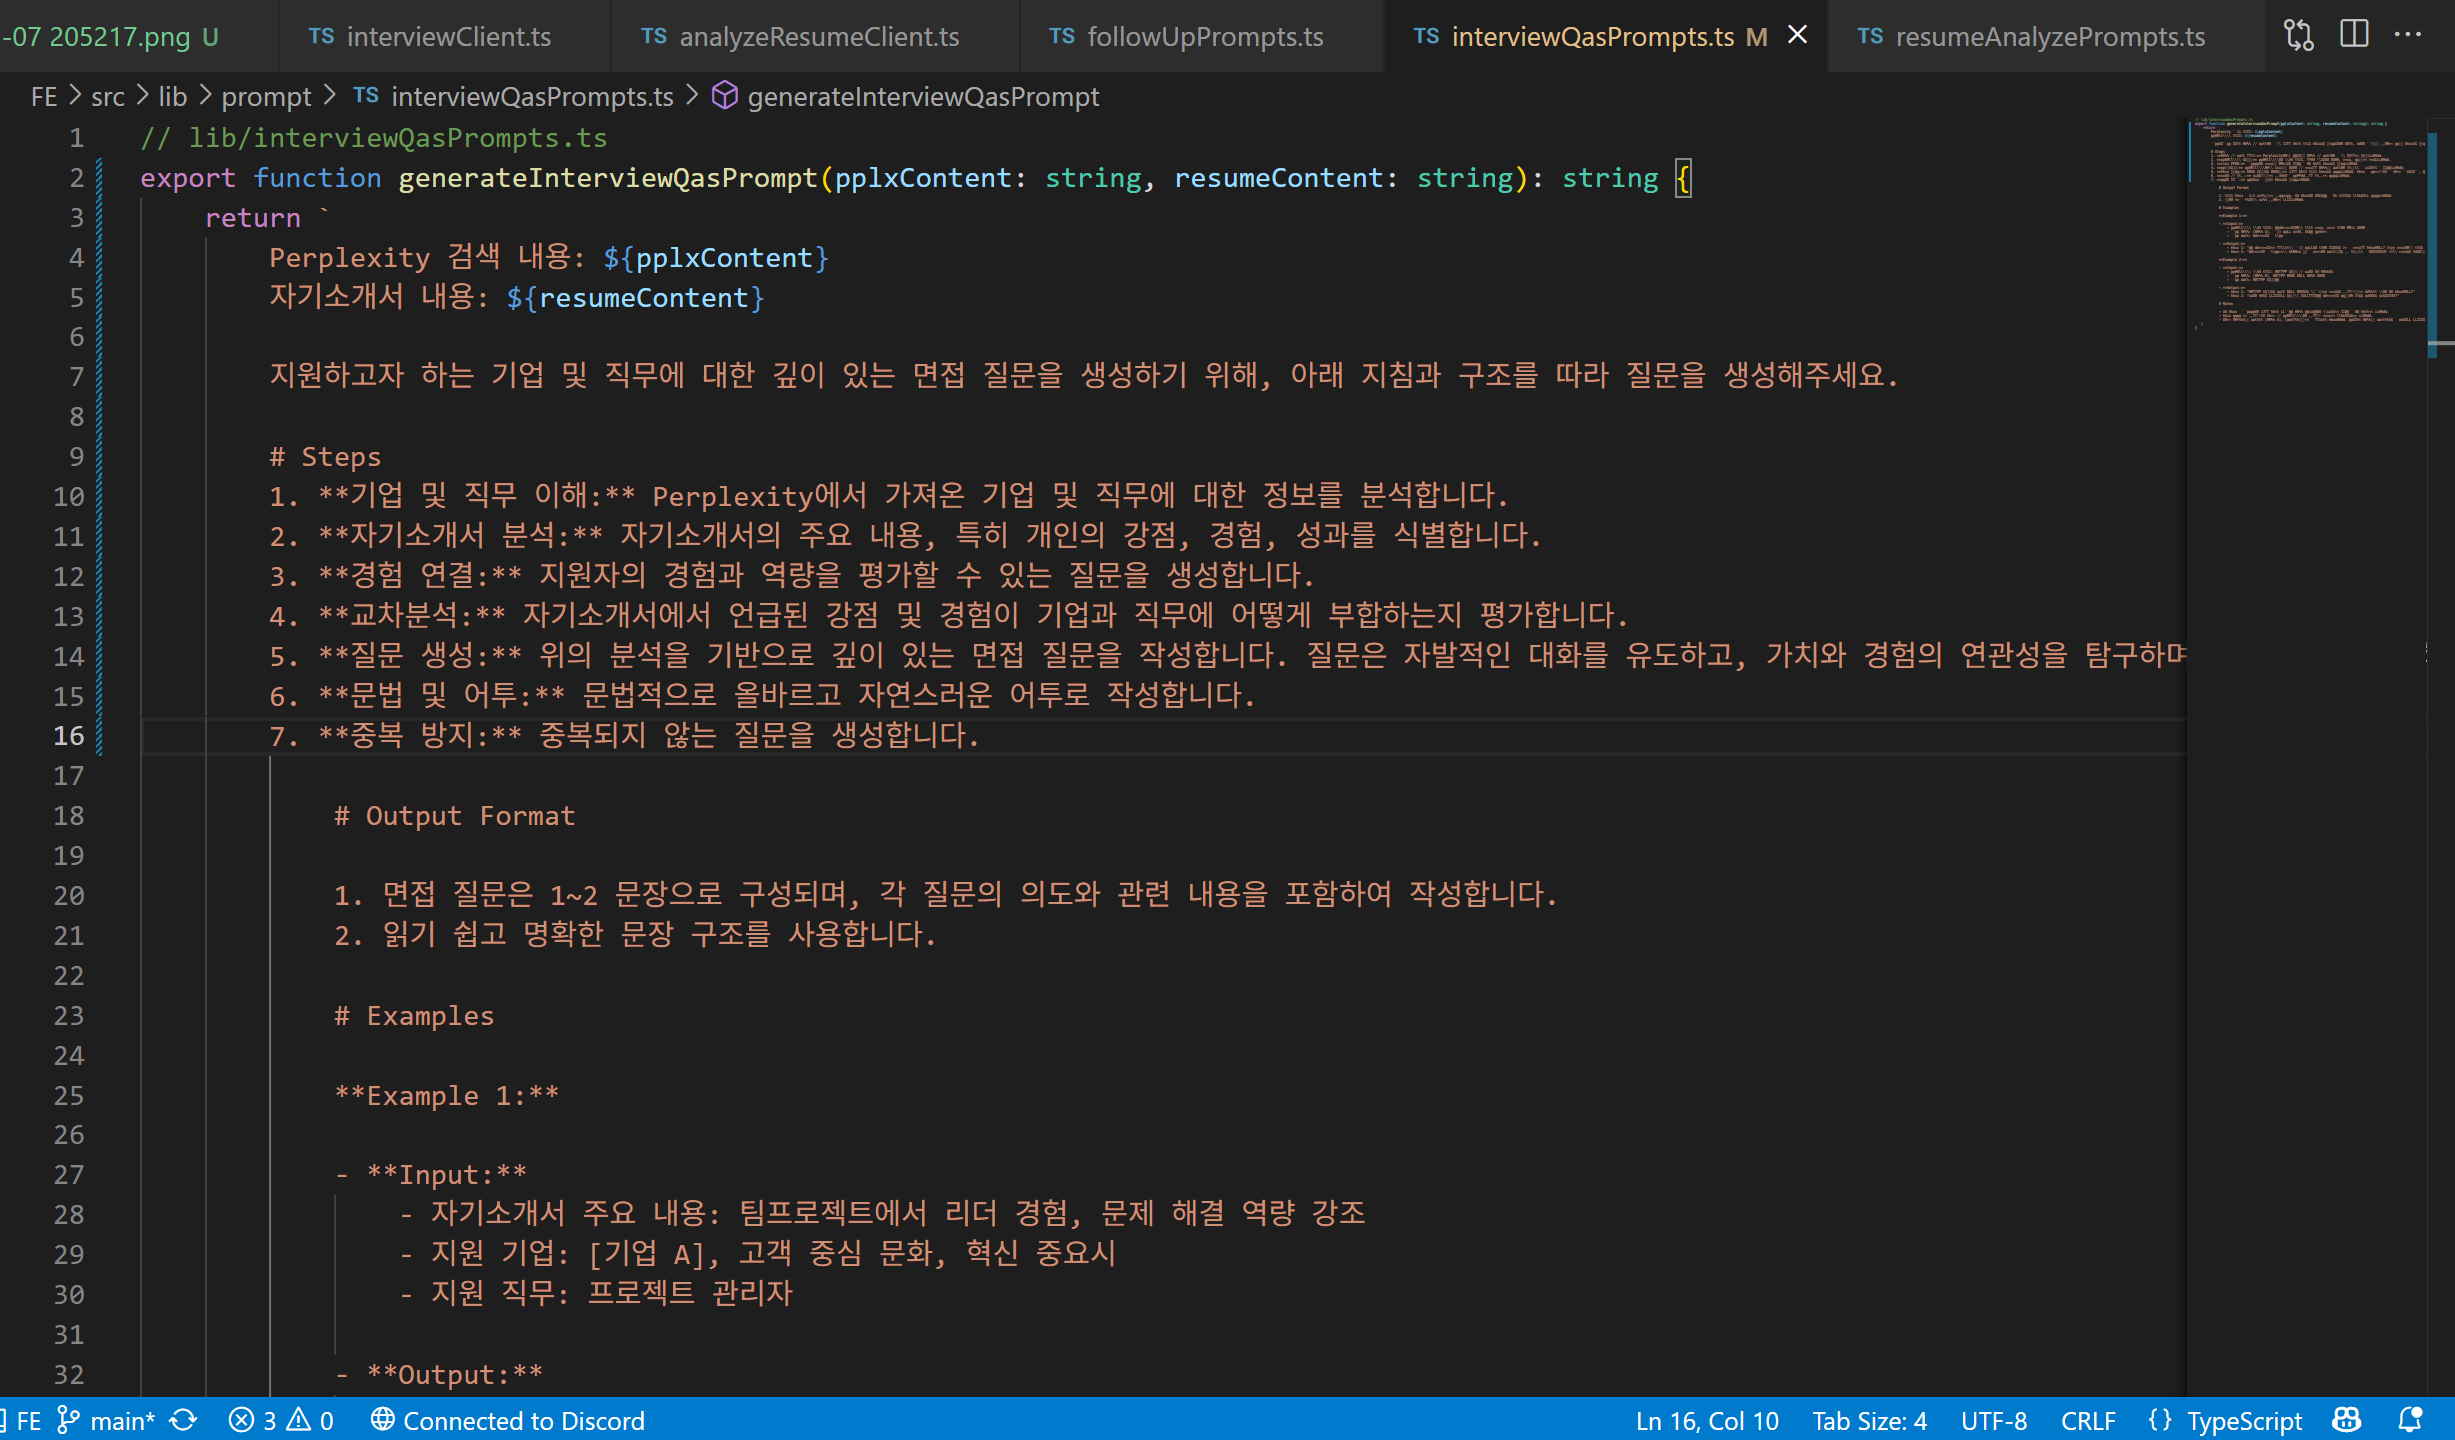 -07 205217.png U
TS interviewClient.ts
TS analyzeResumeClient.ts
TS followUpPrompts.ts
TS interviewQasPrompts.ts M
TS resumeAnalyzePrompts.ts
FE > src > lib > prompt > TS interviewQasPrompts.ts > generateInterviewQasPrompt
1 // lib/interviewQasPrompts.ts
2 export function generateInterviewQasPrompt(pplxContent: string, resumeContent: string): string {
3 return `
4 Perplexity 검색 내용: ${pplxContent}
5 자기소개서 내용: ${resumeContent}
6
7 지원하고자 하는 기업 및 직무에 대한 깊이 있는 면접 질문을 생성하기 위해, 아래 지침과 구조를 따라 질문을 생성해주세요.
8
9 # Steps
10 1. **기업 및 직무 이해:** Perplexity에서 가져온 기업 및 직무에 대한 정보를 분석합니다.
11 2. **자기소개서 분석:** 자기소개서의 주요 내용, 특히 개인의 강점, 경험, 성과를 식별합니다.
12 3. **경험 연결:** 지원자의 경험과 역량을 평가할 수 있는 질문을 생성합니다.
13 4. **교차분석:** 자기소개서에서 언급된 강점 및 경험이 기업과 직무에 어떻게 부합하는지 평가합니다.
14 5. **질문 생성:** 위의 분석을 기반으로 깊이 있는 면접 질문을 작성합니다. 질문은 자발적인 대화를 유도하고, 가치와 경험의 연관성을 탐구하며
15 6. **문법 및 어투:** 문법적으로 올바르고 자연스러운 어투로 작성합니다.
16 7. **중복 방지:** 중복되지 않는 질문을 생성합니다.
17
18 # Output Format
19
20 1. 면접 질문은 1~2 문장으로 구성되며, 각 질문의 의도와 관련 내용을 포함하여 작성합니다.
21 2. 읽기 쉽고 명확한 문장 구조를 사용합니다.
22
23 # Examples
24
25 **Example 1:**
26
27 - **Input:**
28 - 자기소개서 주요 내용: 팀프로젝트에서 리더 경험, 문제 해결 역량 강조
29 - 지원 기업: [기업 A], 고객 중심 문화, 혁신 중요시
30 - 지원 직무: 프로젝트 관리자
31
32 - **Output:**
FE main* 3 0 Connected to Discord Ln 16, Col 10 Tab Size: 4 UTF-8 CRLF {} TypeScript